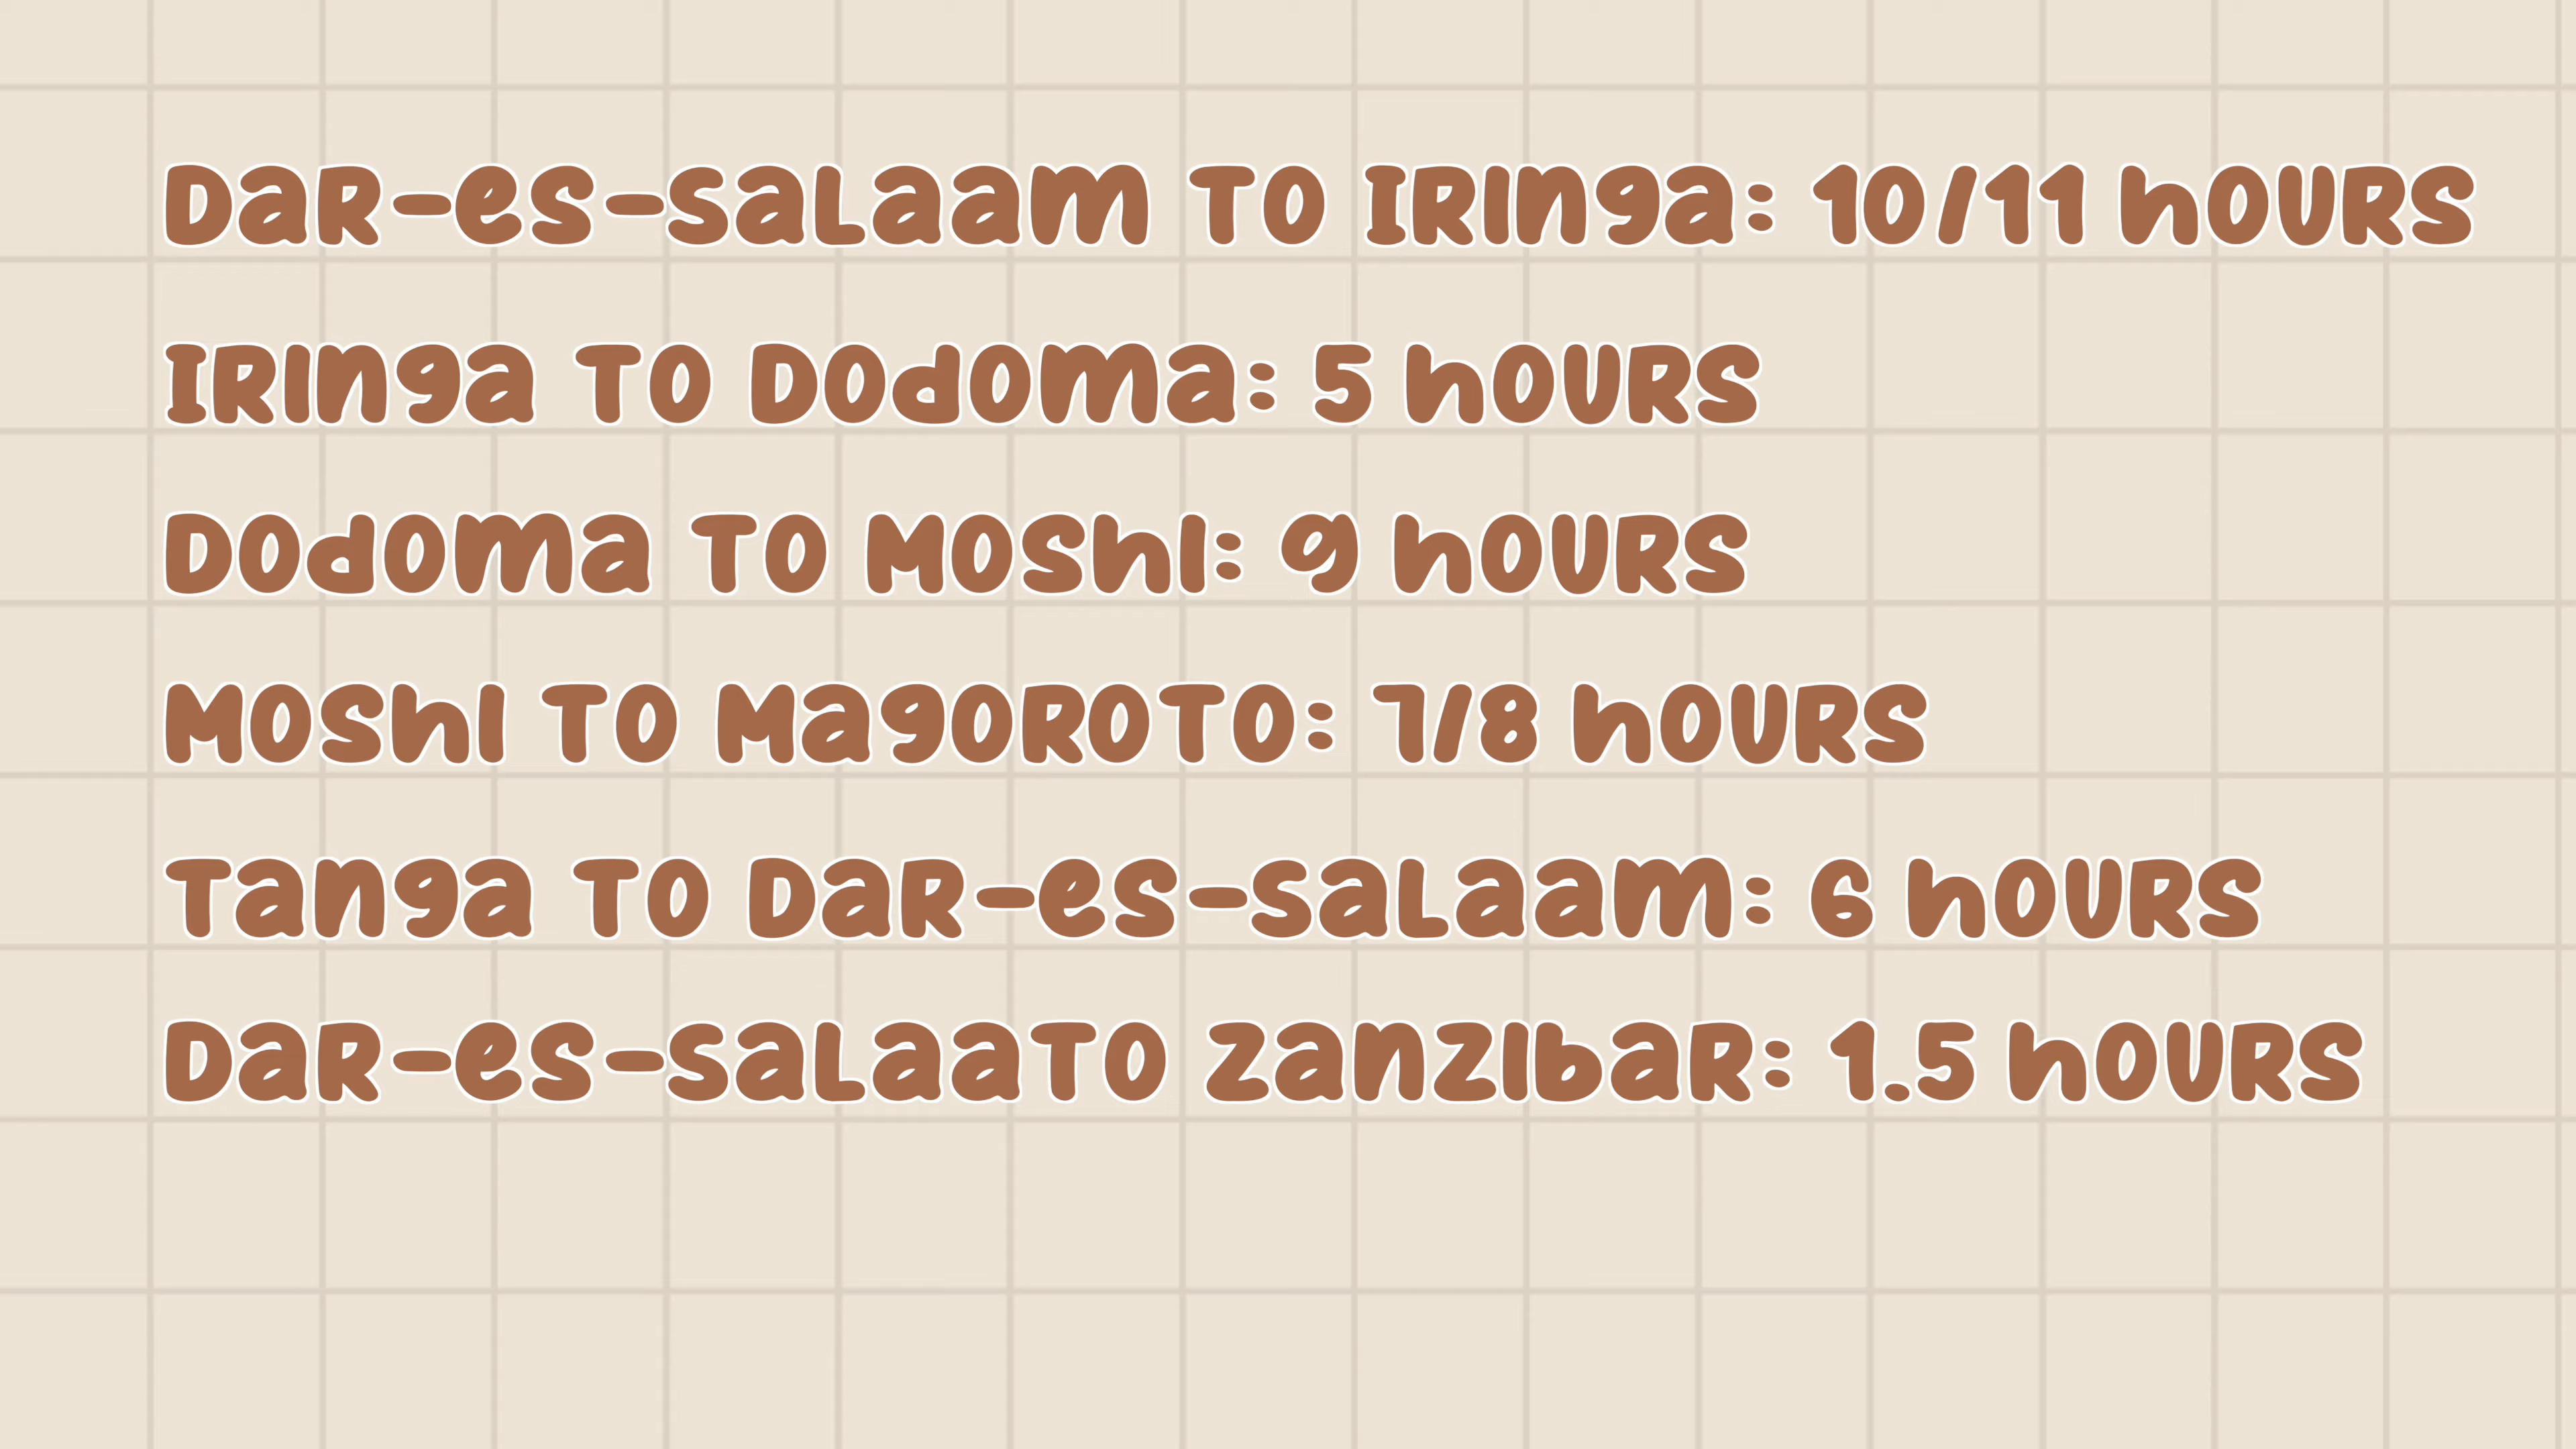 Dar-es-Salaam to Iringa: 10/11 hours
Iringa to Dodoma: 5 hours
Dodoma to Moshi: 9 hours
Moshi to Magoroto: 7/8 hours
Tanga to Dar-es-Salaam: 6 hours
Dar-es-Salaato Zanzibar: 1.5 hours